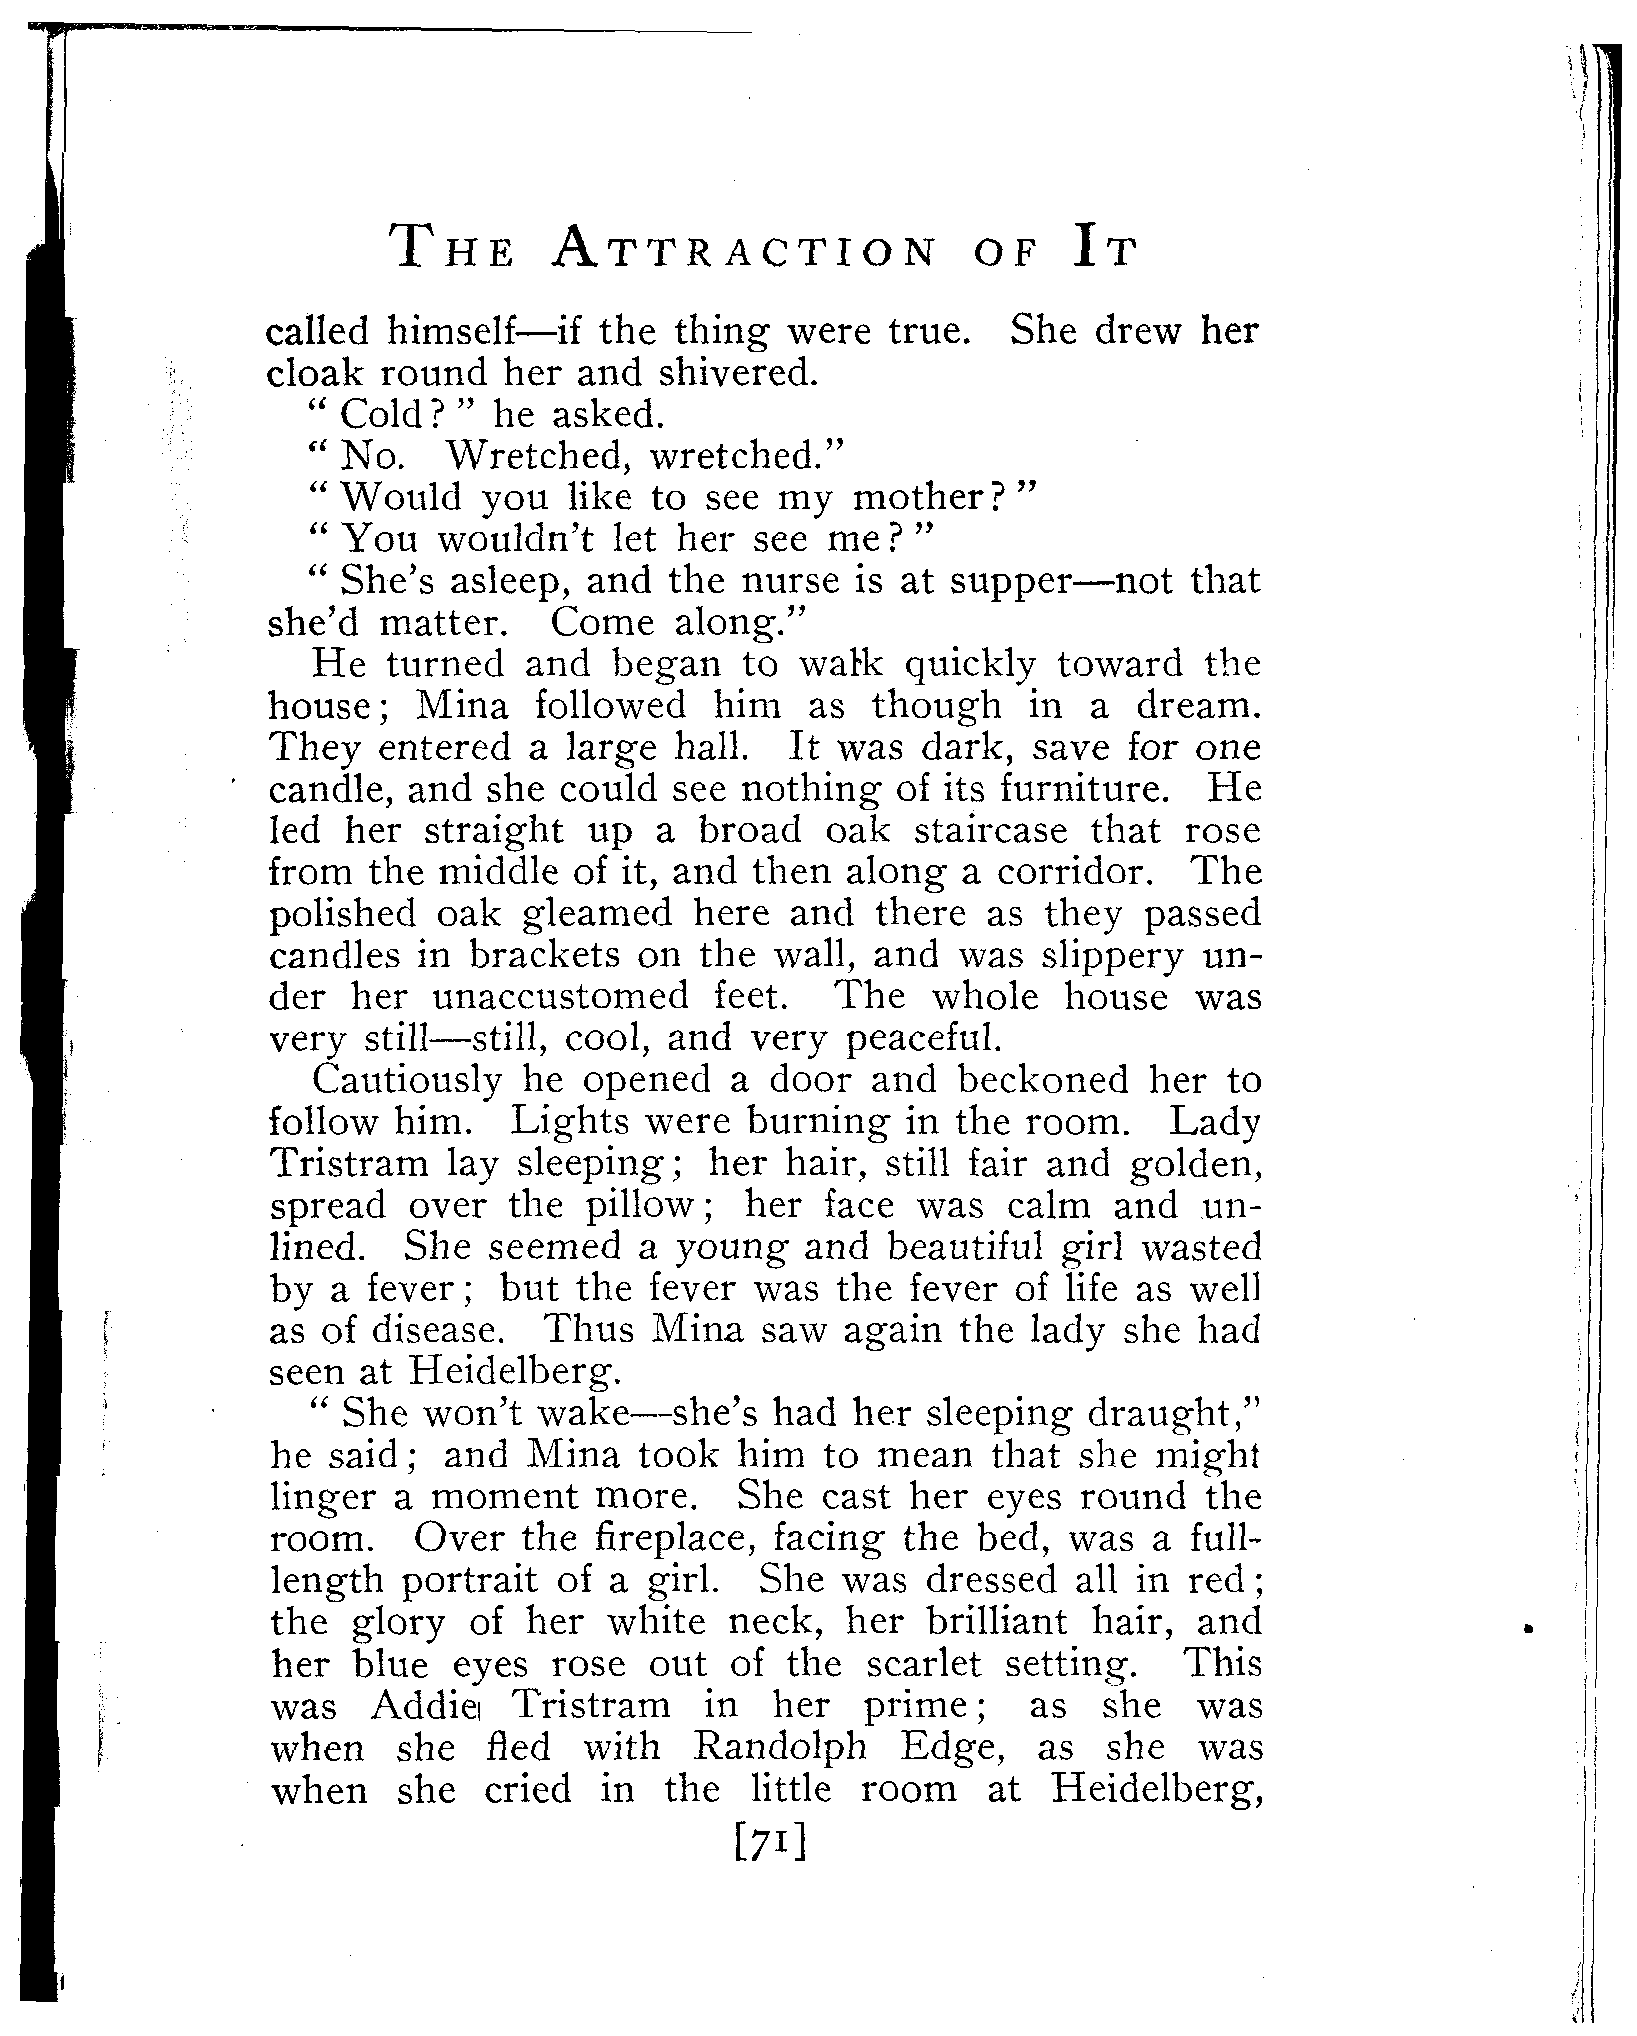 The Attraction of It
called himself—if the thing were true. She drew her
cloak round her and shivered.
“ Cold? ” he asked.
“ No. Wretched, wretched.”
“ Would you like to see my mother? ”
“ You wouldn't let her see me? ”
“ She's asleep, and the nurse is at supper—not that
she'd matter. Come along.”
He turned and began to walk quickly toward the
house; Mina followed him as though in a dream.
They entered a large hall. It was dark, save for one
candle, and she could see nothing of its furniture. He
led her straight up a broad oak staircase that rose
from the middle of it, and then along a corridor. The
polished oak gleamed here and there as they passed
candles in brackets on the wall, and was slippery un-
der her unaccustomed feet. The whole house was
very still—still, cool, and very peaceful.
Cautiously he opened a door and beckoned her to
follow him. Lights were burning in the room. Lady
Tristram lay sleeping; her hair, still fair and golden,
spread over the pillow; her face was calm and un-
lined. She seemed a young and beautiful girl wasted
by a fever; but the fever was the fever of life as well
as of disease. Thus Mina saw again the lady she had
seen at Heidelberg.
“ She won't wake—she's had her sleeping draught,”
he said; and Mina took him to mean that she might
linger a moment more. She cast her eyes round the
room. Over the fireplace, facing the bed, was a full-
length portrait of a girl. She was dressed all in red;
the glory of her white neck, her brilliant hair, and
her blue eyes rose out of the scarlet setting. This
was Addie Tristram in her prime; as she was
when she fled with Randolph Edge, as she was
when she cried in the little room at Heidelberg,
[71]